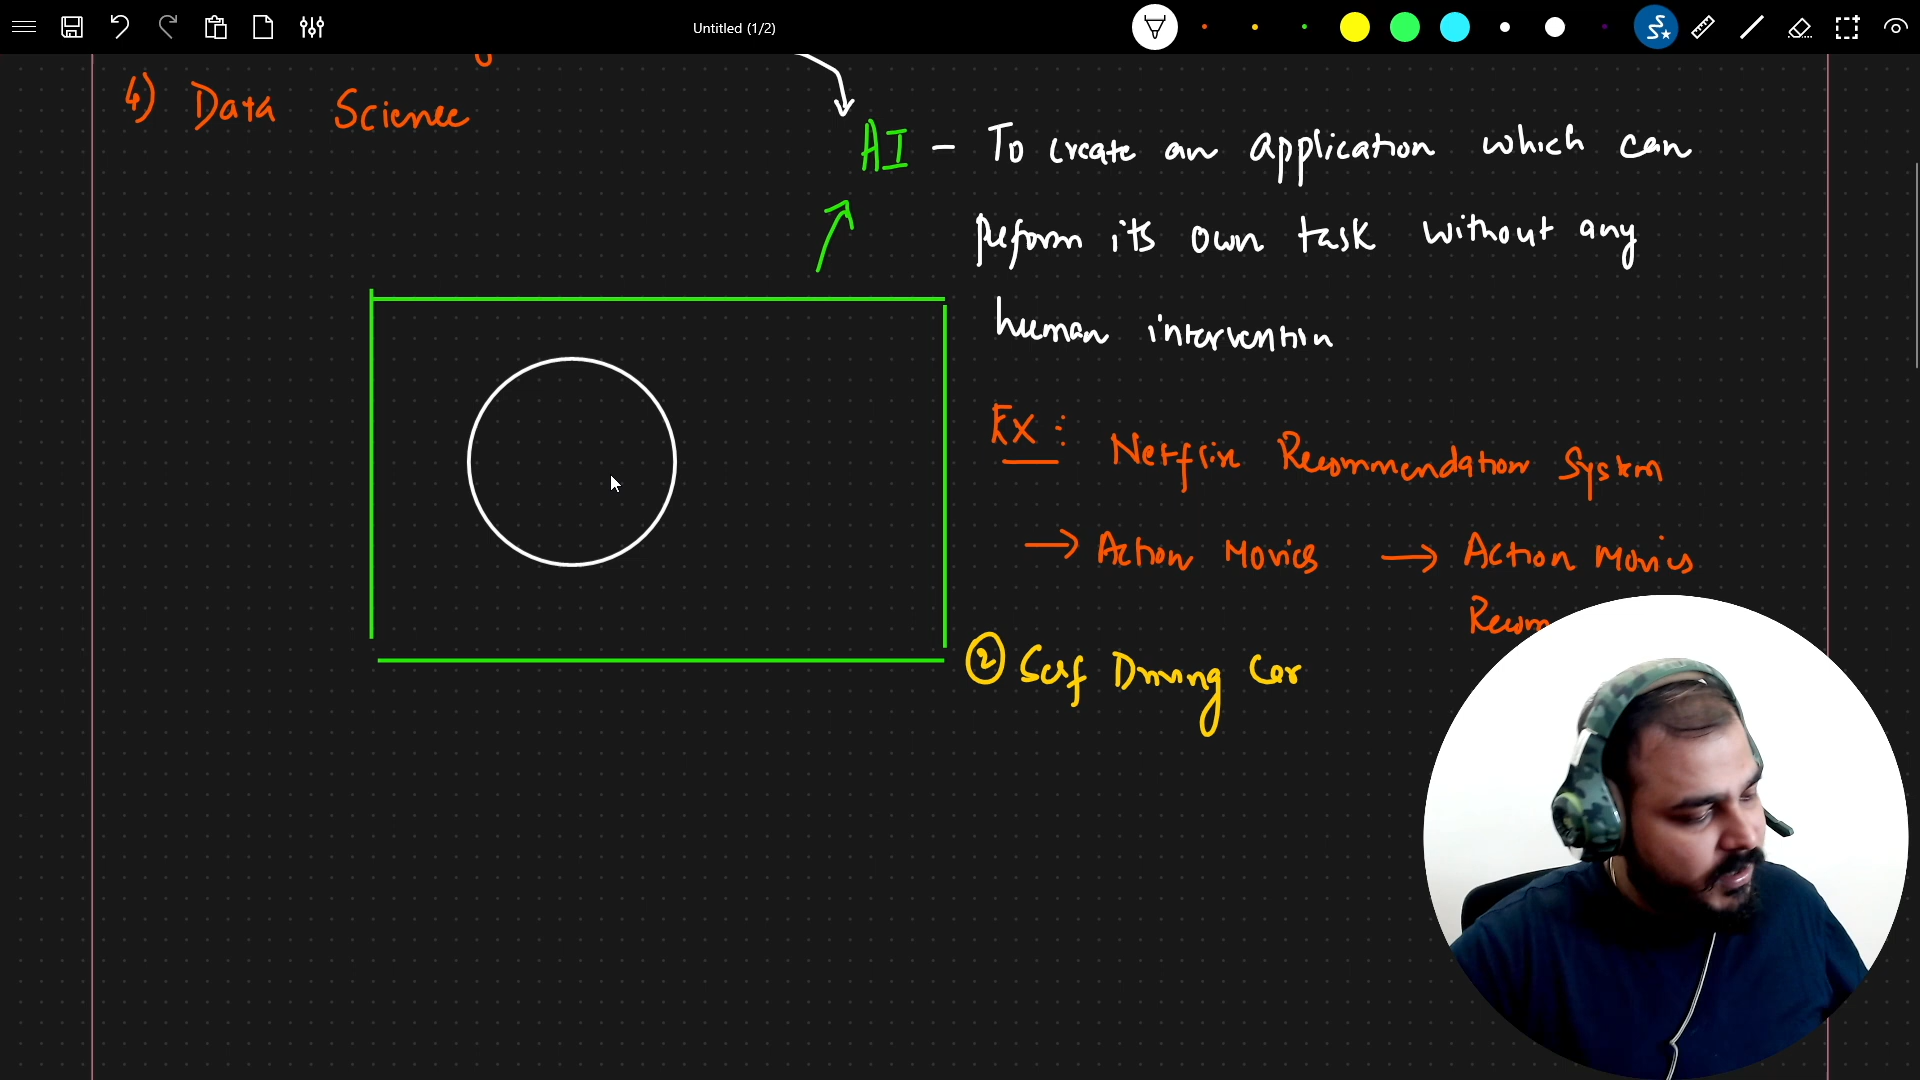 Untitled (1/2)
4) Data Science
AI - To create an application which can
peform its own task without any
human intervention
Ex: Netflix Recommendation System
→ Action Movies → Action Movies
② Self Driving Car